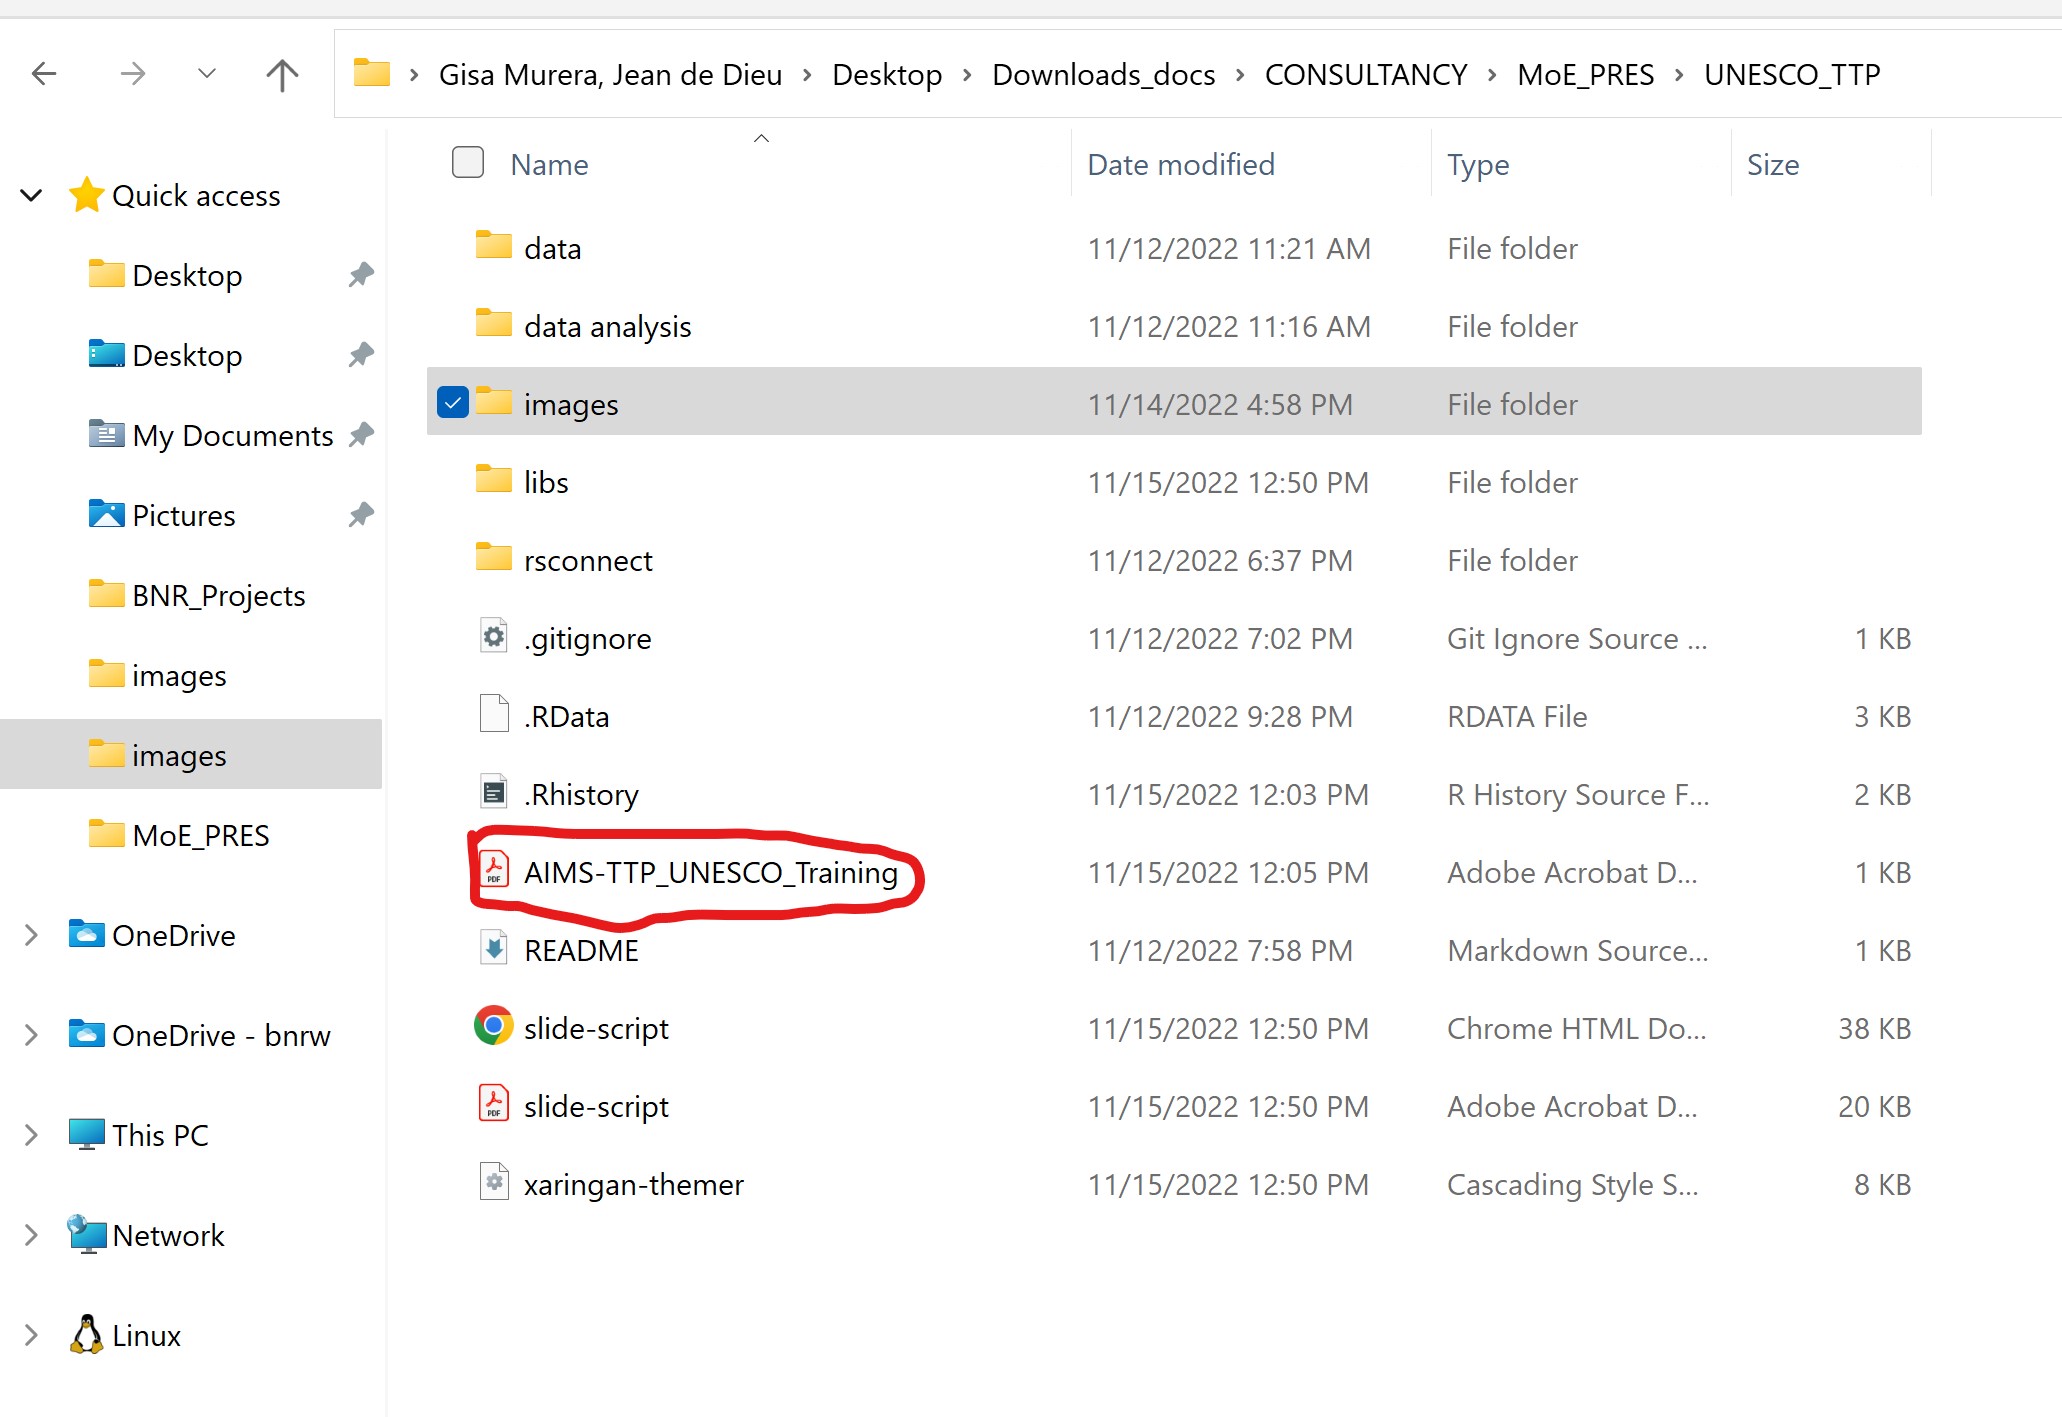 Gisa Murera, Jean de Dieu > Desktop > Downloads_docs > CONSULTANCY > MoE_PRES > UNESCO_TTP
Quick access
Desktop
Desktop
My Documents
Pictures
BNR_Projects
images
images
MoE_PRES
OneDrive
OneDrive - bnrw
This PC
Network
Linux
Name Date modified Type Size
data 11/12/2022 11:21 AM File folder
data analysis 11/12/2022 11:16 AM File folder
images 11/14/2022 4:58 PM File folder
libs 11/15/2022 12:50 PM File folder
rsconnect 11/12/2022 6:37 PM File folder
.gitignore 11/12/2022 7:02 PM Git Ignore Source ... 1 KB
.RData 11/12/2022 9:28 PM RDATA File 3 KB
.Rhistory 11/15/2022 12:03 PM R History Source F... 2 KB
PDF AIMS-TTP_UNESCO_Training 11/15/2022 12:05 PM Adobe Acrobat D... 1 KB
README 11/12/2022 7:58 PM Markdown Source... 1 KB
slide-script 11/15/2022 12:50 PM Chrome HTML Do... 38 KB
PDF slide-script 11/15/2022 12:50 PM Adobe Acrobat D... 20 KB
xaringan-themer 11/15/2022 12:50 PM Cascading Style S... 8 KB